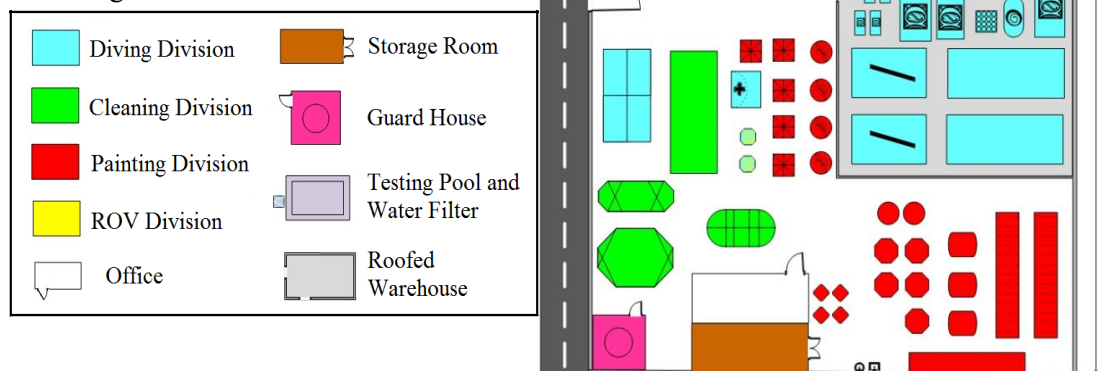 Diving Division
Cleaning Division
Painting Division
ROV Division
Office
Storage Room
Guard House
Testing Pool and
Water Filter
Roofed
Warehouse